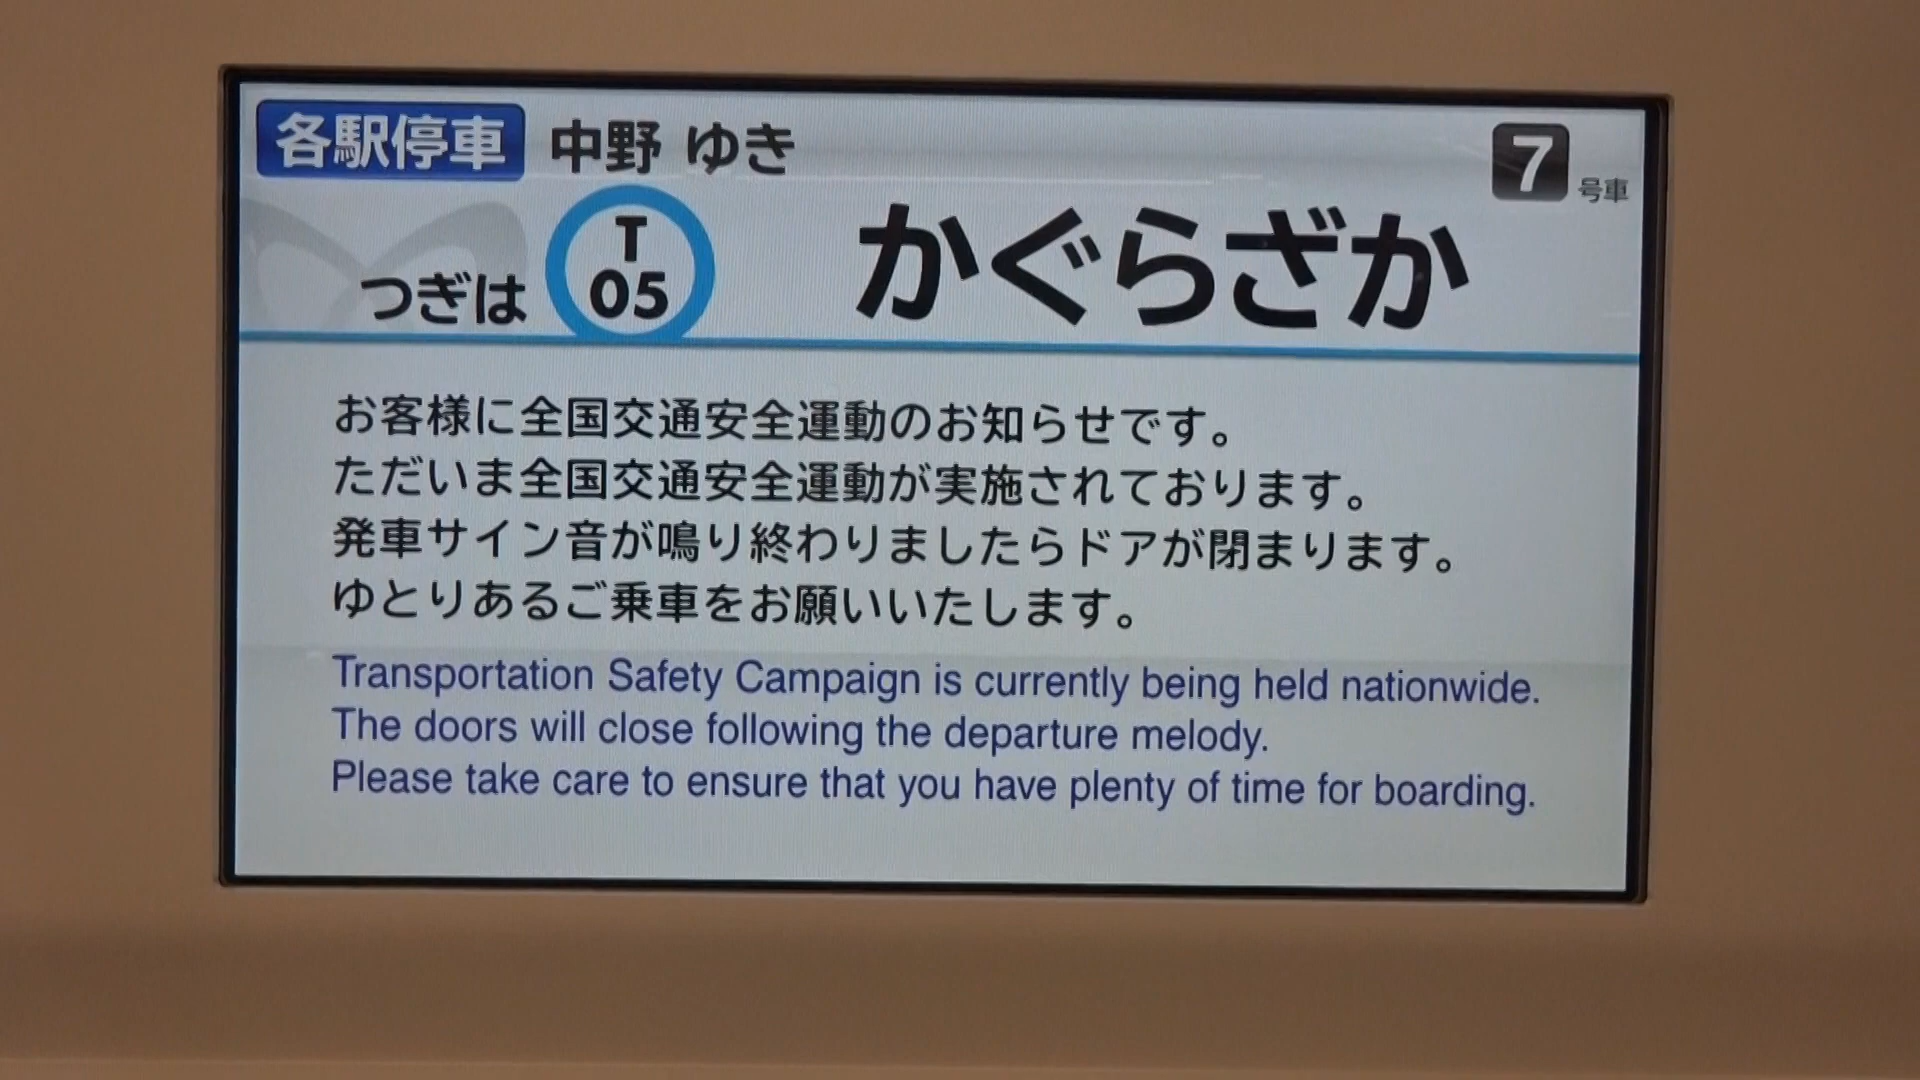 各駅停車 中野 ゆき
7 号車
つぎは T 05 かぐらざか
お客様に全国交通安全運動のお知らせです。
ただいま全国交通安全運動が実施されております。
発車サイン音が鳴り終わりましたらドアが閉まります。
ゆとりあるご乗車をお願いいたします。
Transportation Safety Campaign is currently being held nationwide.
The doors will close following the departure melody.
Please take care to ensure that you have plenty of time for boarding.